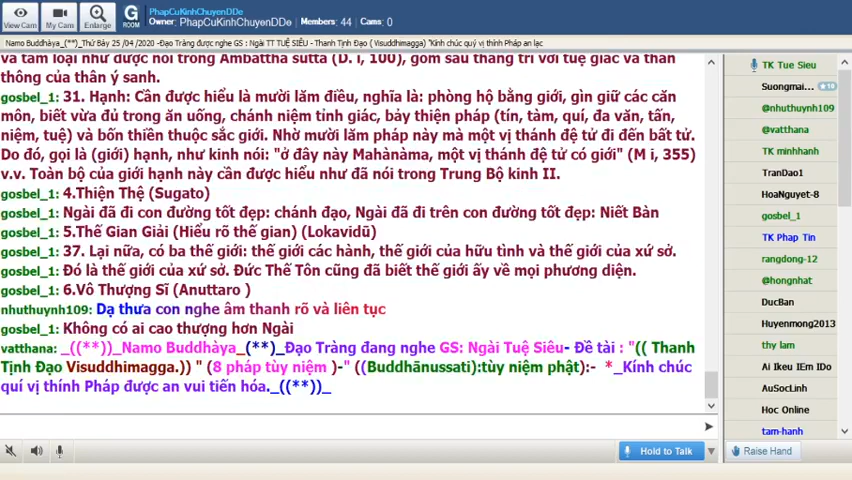 PhapCuKinhChuyenDDe
Owner: PhapCuKinhChuyenDDe | Members: 44 | Cams: 0
View Cam
My Cam
Enlarge
G
ROOM
Namo Buddhàya_(**)_Thứ Bảy 25 /04 /2020 -Đạo Tràng được nghe GS : Ngài TT TUỆ SIÊU - Thanh Tịnh Đạo ( Visuddhimagga) "Kính chúc quý vị thính Pháp an lạc
và tám loại như được nói trong Ambattha sutta (D. i, 100), gồm sáu thắng trí với tuệ giác và thần
thông của thân ý sanh.
gosbel_1: 31. Hạnh: Cần được hiểu là mười lăm điều, nghĩa là: phòng hộ bằng giới, gìn giữ các căn
môn, biết vừa đủ trong ăn uống, chánh niệm tỉnh giác, bảy thiện pháp (tín, tàm, quí, đa văn, tấn,
niệm, tuệ) và bốn thiền thuộc sắc giới. Nhờ mười lăm pháp này mà một vị thánh đệ tử đi đến bất tử.
Do đó, gọi là (giới) hạnh, như kinh nói: "ở đây này Mahànàma, một vị thánh đệ tử có giới" (M i, 355)
v.v. Toàn bộ của giới hạnh này cần được hiểu như đã nói trong Trung Bộ kinh II.
gosbel_1: 4.Thiện Thệ (Sugato)
gosbel_1: Ngài đã đi con đường tốt đẹp: chánh đạo, Ngài đã đi trên con đường tốt đẹp: Niết Bàn
gosbel_1: 5.Thế Gian Giải (Hiểu rõ thế gian) (Lokavidũ)
gosbel_1: 37. Lại nữa, có ba thế giới: thế giới các hành, thế giới của hữu tình và thế giới của xứ sở.
gosbel_1: Đó là thế giới của xứ sở. Đức Thế Tôn cũng đã biết thế giới ấy về mọi phương diện.
gosbel_1: 6.Vô Thượng Sĩ (Anuttaro )
nhuthuynh109: Dạ thưa con nghe âm thanh rõ và liên tục
gosbel_1: Không có ai cao thượng hơn Ngài
vatthana: _((**))_Namo Buddhàya_(**)_Đạo Tràng đang nghe GS: Ngài Tuệ Siêu- Đề tài : "(( Thanh
Tịnh Đạo Visuddhimagga.)) " (8 pháp tùy niệm )-" ((Buddhānussati):tùy niệm phật):- *_Kính chúc
quí vị thính Pháp được an vui tiến hóa._((**))_
Hold to Talk
TK Tue Sieu
Suongmai...
@nhuthuynh109
@vatthana
TK minhhanh
TranDao1
HoaNguyet-8
gosbel_1
TK Phap Tin
rangdong-12
@hongnhat
DucBan
Huyenmong2013
thy lam
Ai Ikeu IEm IDo
AuSocLinh
Hoc Online
tam-hanh
Raise Hand